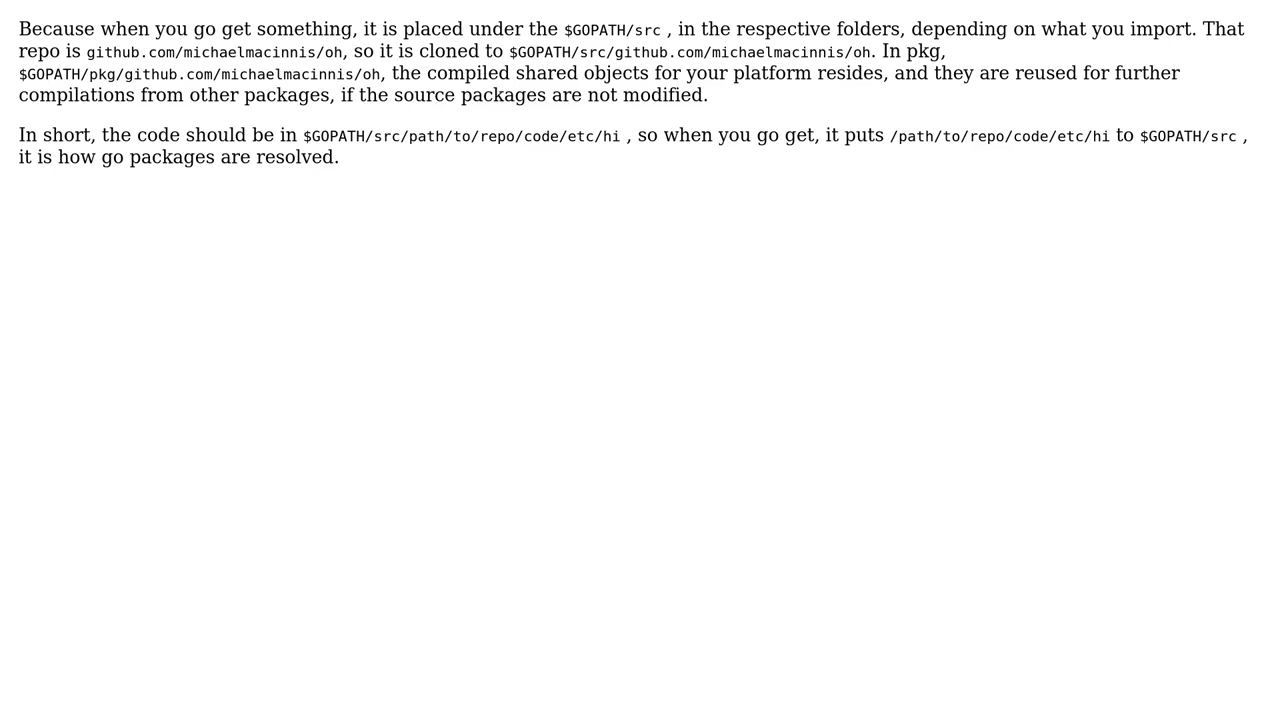 Because when you go get something, it is placed under the $GOPATH/src , in the respective folders, depending on what you import. That
repo is github.com/michaelmacinnis/oh, so it is cloned to $GOPATH/src/github.com/michaelmacinnis/oh. In pkg,
$GOPATH/pkg/github.com/michaelmacinnis/oh, the compiled shared objects for your platform resides, and they are reused for further
compilations from other packages, if the source packages are not modified.
In short, the code should be in $GOPATH/src/path/to/repo/code/etc/hi , so when you go get, it puts /path/to/repo/code/etc/hi to $GOPATH/src ,
it is how go packages are resolved.